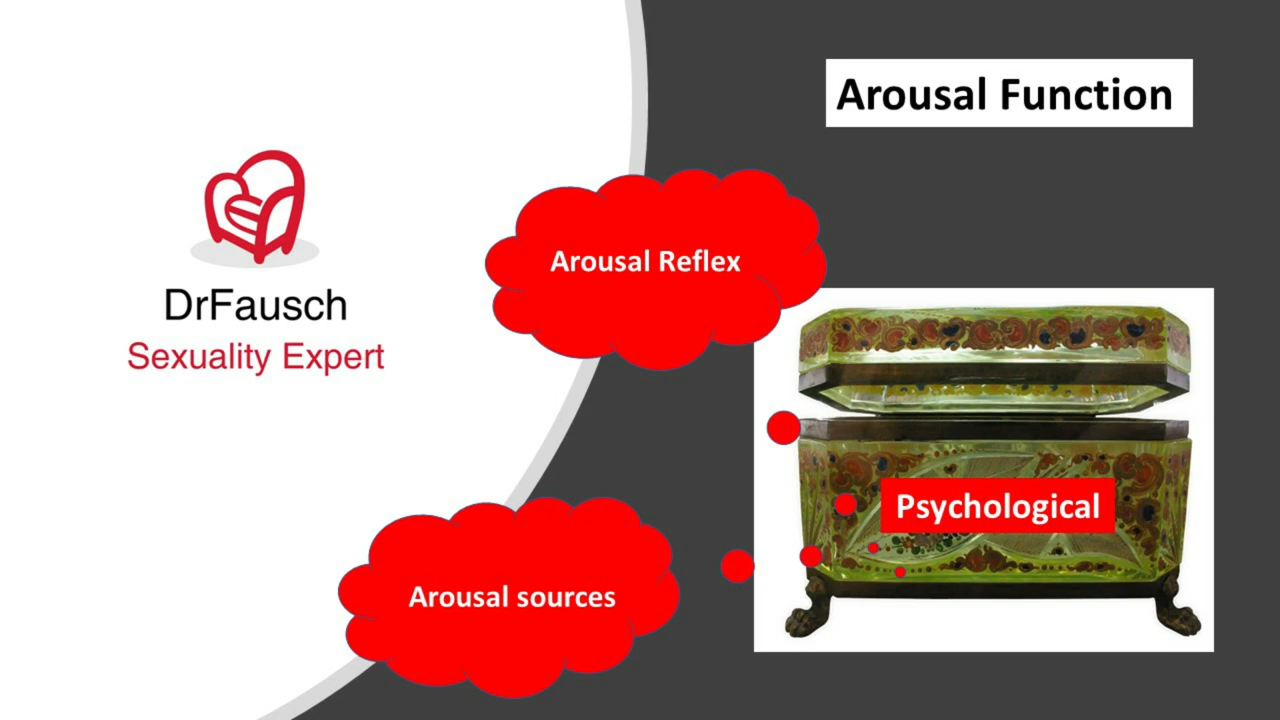 Arousal Function
DrFausch
Sexuality Expert
Arousal Reflex
Psychological
Arousal sources